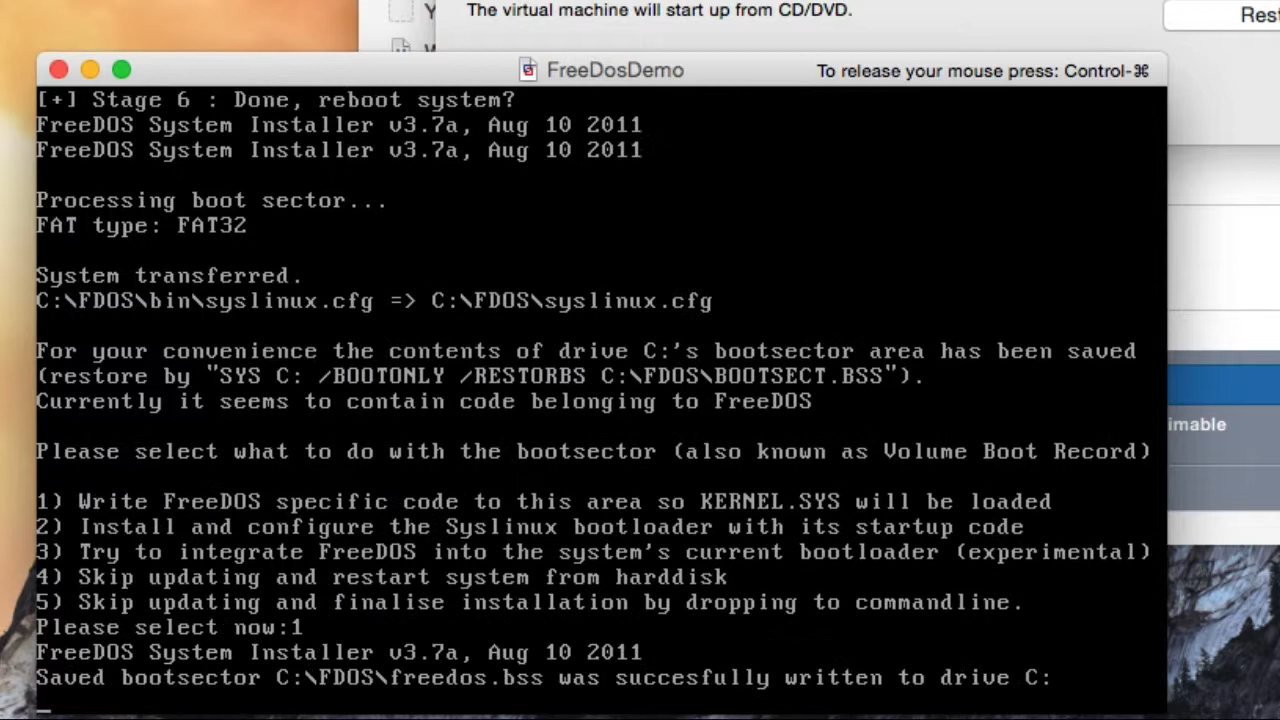 The virtual machine will start up from CD/DVD.
Rest
FreeDosDemo
To release your mouse press: Control-⌘
[+] Stage 6 : Done, reboot system?
FreeDOS System Installer v3.7a, Aug 10 2011
FreeDOS System Installer v3.7a, Aug 10 2011
Processing boot sector...
FAT type: FAT32
System transferred.
C:\FDOS\bin\syslinux.cfg => C:\FDOS\syslinux.cfg
For your convenience the contents of drive C:'s bootsector area has been saved
(restore by "SYS C: /BOOTONLY /RESTORBS C:\FDOS\BOOTSECT.BSS").
Currently it seems to contain code belonging to FreeDOS
Please select what to do with the bootsector (also known as Volume Boot Record)
1) Write FreeDOS specific code to this area so KERNEL.SYS will be loaded
2) Install and configure the Syslinux bootloader with its startup code
3) Try to integrate FreeDOS into the system's current bootloader (experimental)
4) Skip updating and restart system from harddisk
imable
5) Skip updating and finalise installation by dropping to commandline.
Please select now:1
FreeDOS System Installer v3.7a, Aug 10 2011
Saved bootsector C:\FDOS\freedos.bss was succesfully written to drive C: